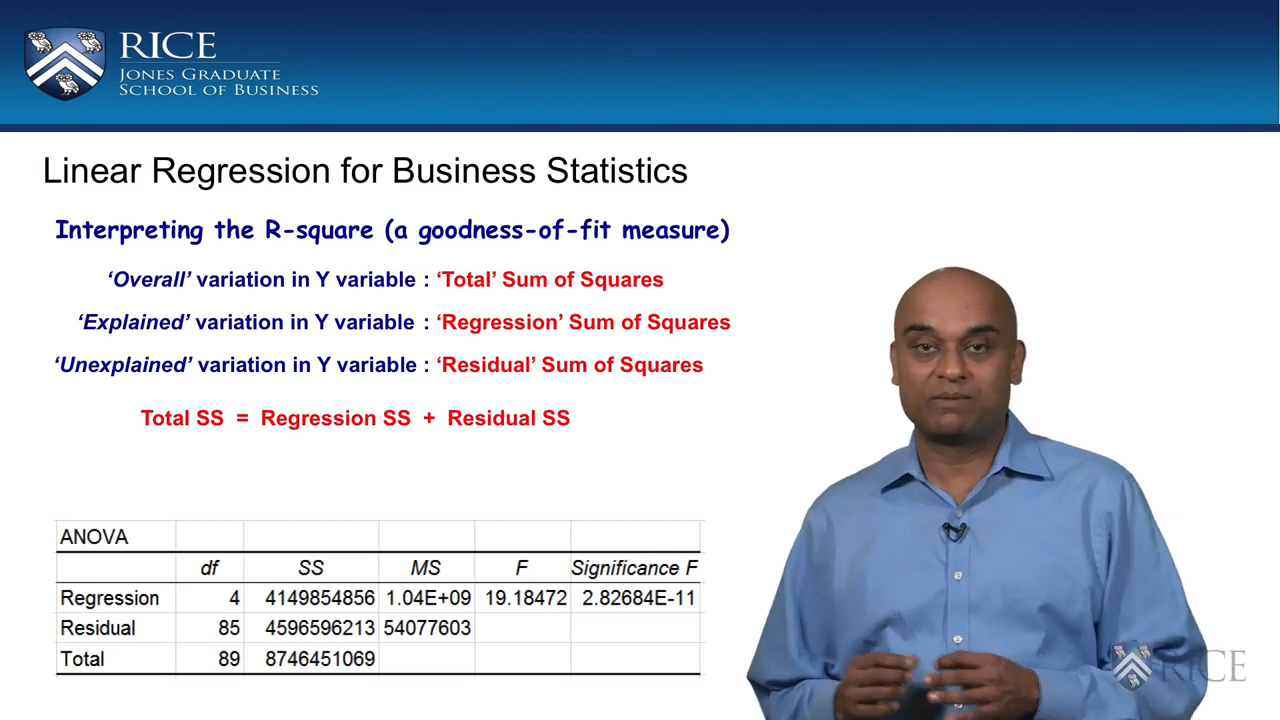 RICE
JONES GRADUATE
SCHOOL OF BUSINESS
Linear Regression for Business Statistics
Interpreting the R-square (a goodness-of-fit measure)
‘Overall’ variation in Y variable : ‘Total’ Sum of Squares
‘Explained’ variation in Y variable : ‘Regression’ Sum of Squares
‘Unexplained’ variation in Y variable : ‘Residual’ Sum of Squares
Total SS = Regression SS + Residual SS
ANOVA
df SS MS F Significance F
Regression 4 4149854856 1.04E+09 19.18472 2.82684E-11
Residual 85 4596596213 54077603
Total 89 8746451069
RICE